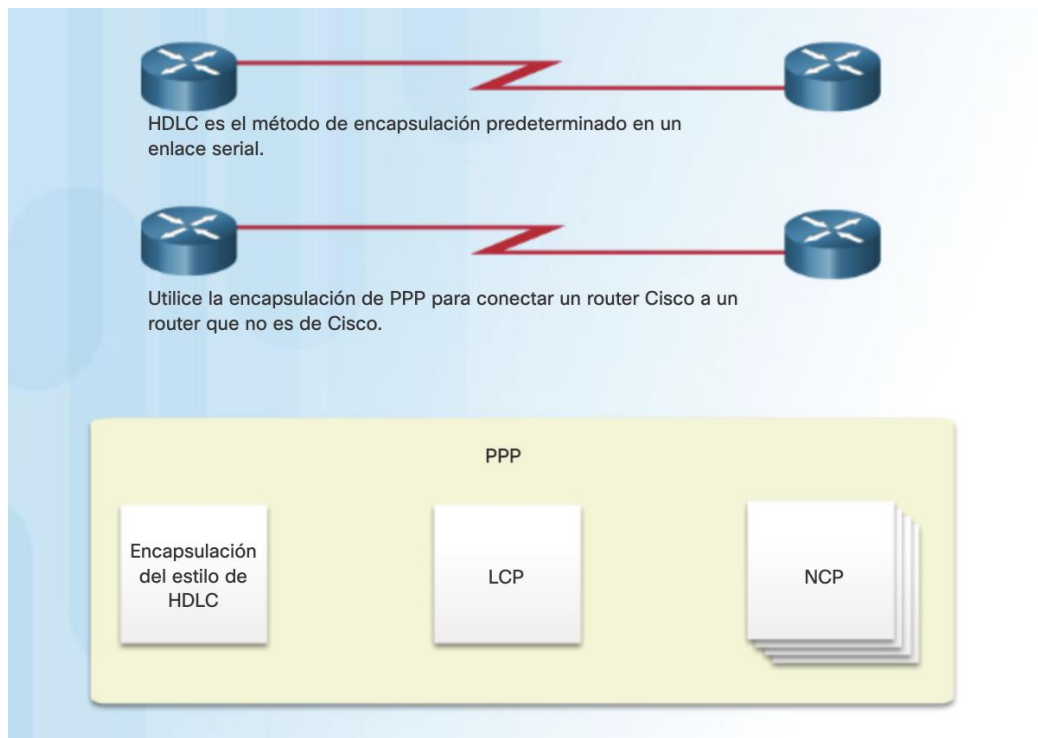 HDLC es el método de encapsulación predeterminado en un
enlace serial.
Utilice la encapsulación de PPP para conectar un router Cisco a un
router que no es de Cisco.
PPP
Encapsulación
del estilo de
HDLC
LCP
NCP